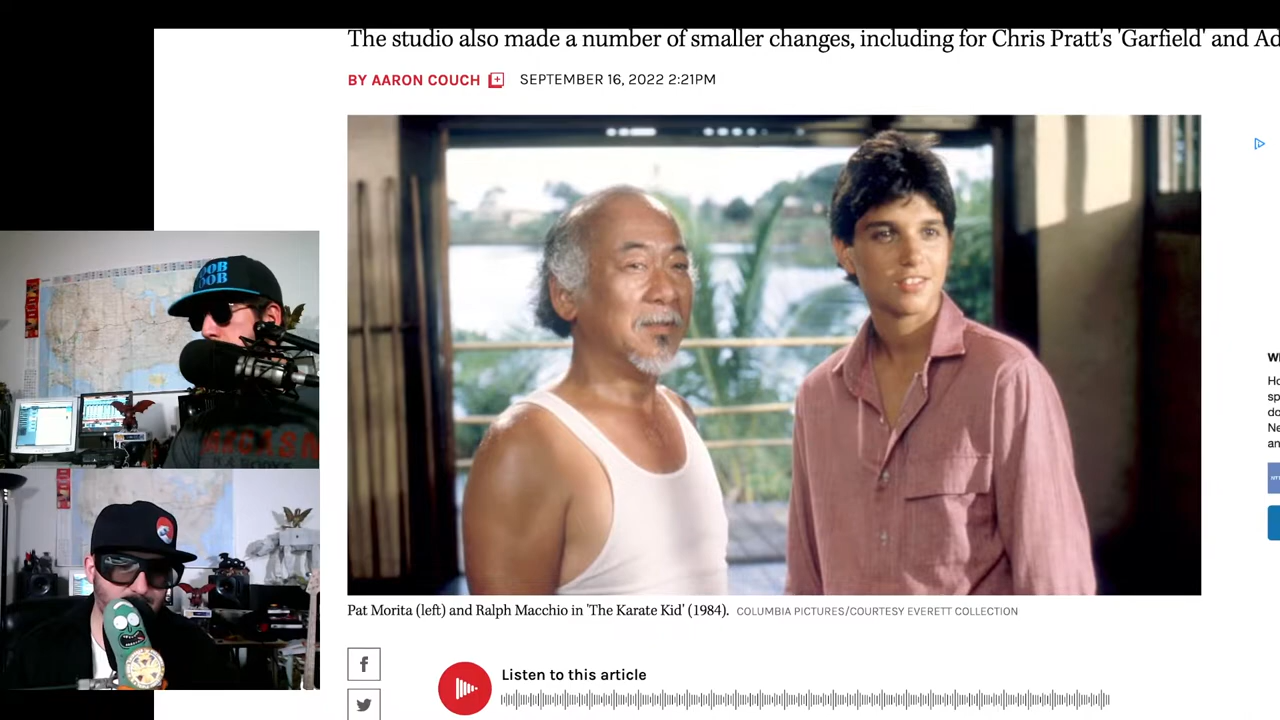 The studio also made a number of smaller changes, including for Chris Pratt's 'Garfield' and
BY AARON COUCH
SEPTEMBER 16, 2022 2:21PM
Pat Morita (left) and Ralph Macchio in 'The Karate Kid' (1984). COLUMBIA PICTURES/COURTESY EVERETT COLLECTION
Listen to this article